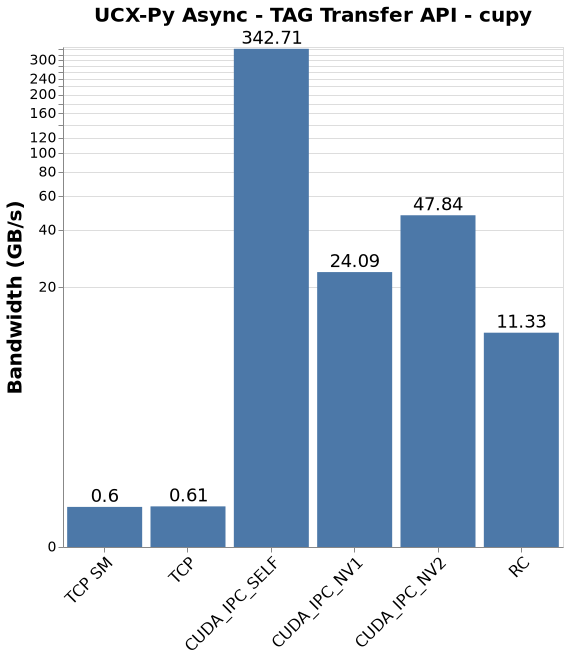 UCX-Py Async - TAG Transfer API - cupy
342.71
300
240
200
160
120
100
80
60
47.84
40
24.09
20
11.33
0.6
0.61
0
Bandwidth (GB/s)
TCP SM
TCP
CUDA_IPC_SELF
CUDA_IPC_NV1
CUDA_IPC_NV2
RC